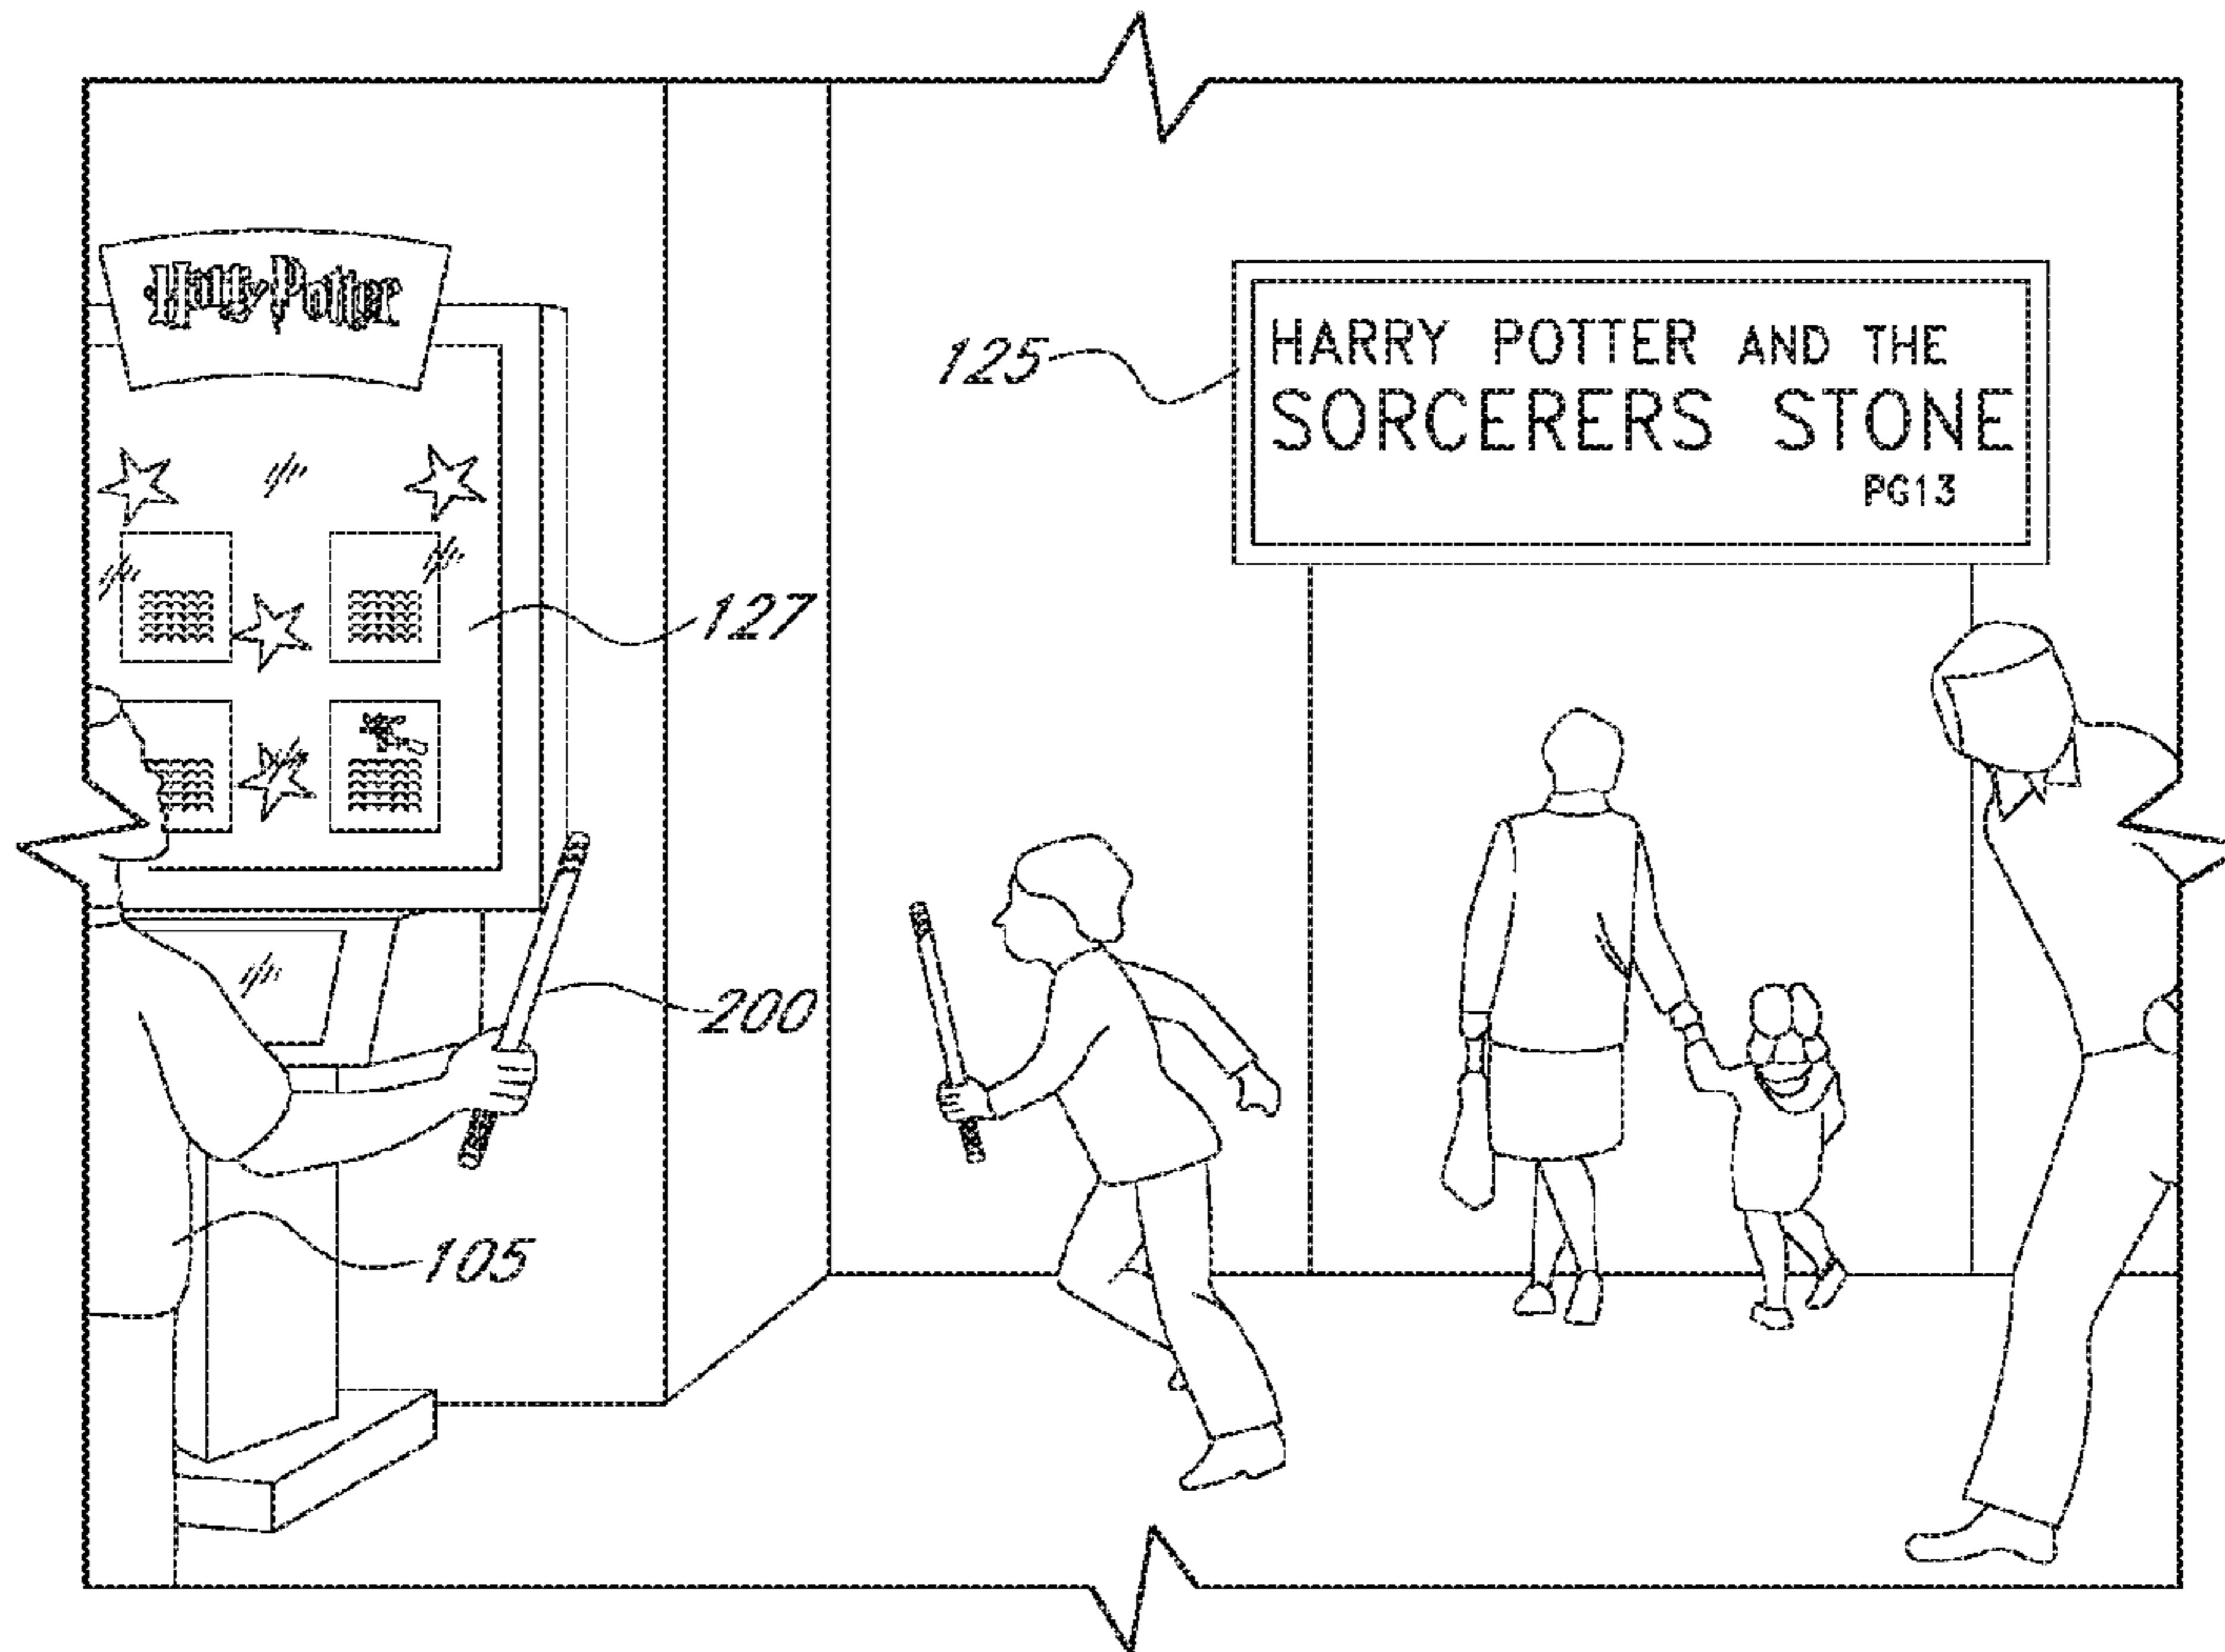 Harry Potter
125
HARRY POTTER AND THE
SORCERERS STONE
PG13
127
200
105